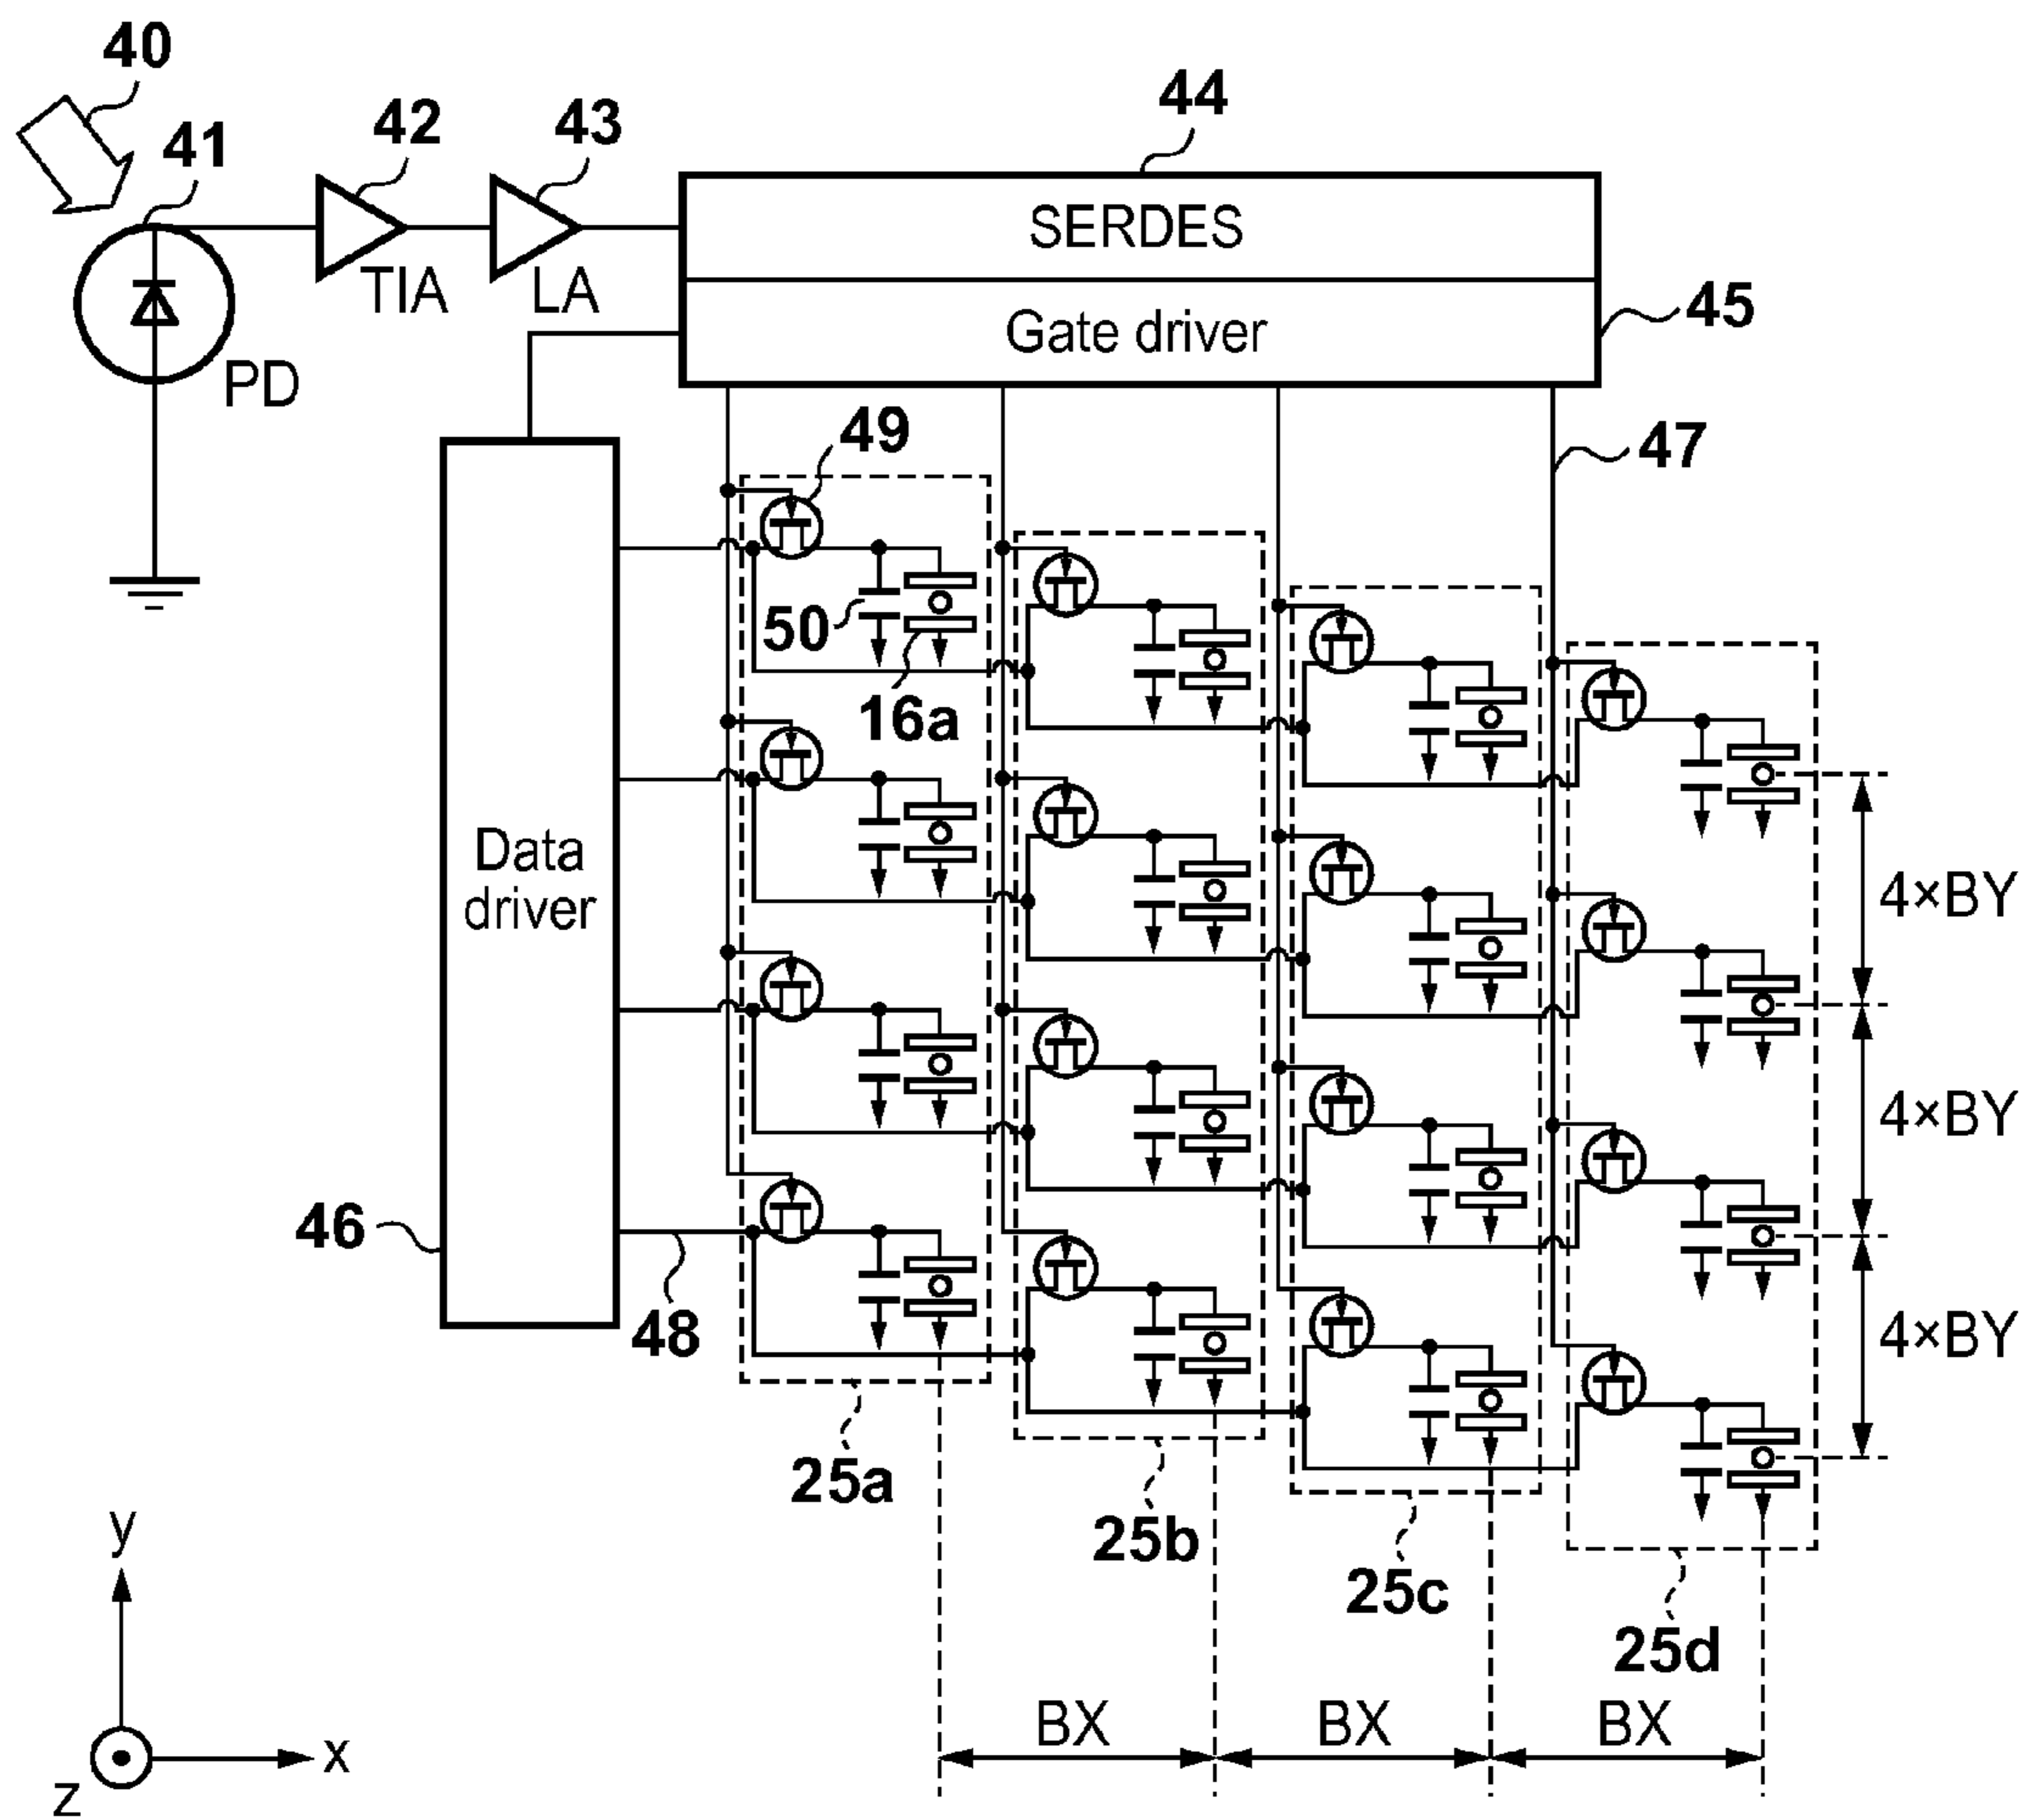 40
41
42
43
44
TIA
LA
SERDES
Gate driver
45
PD
49
47
50
16a
Data
driver
4×BY
4×BY
4×BY
46
48
25a
25b
25c
25d
y
x
z
BX
BX
BX